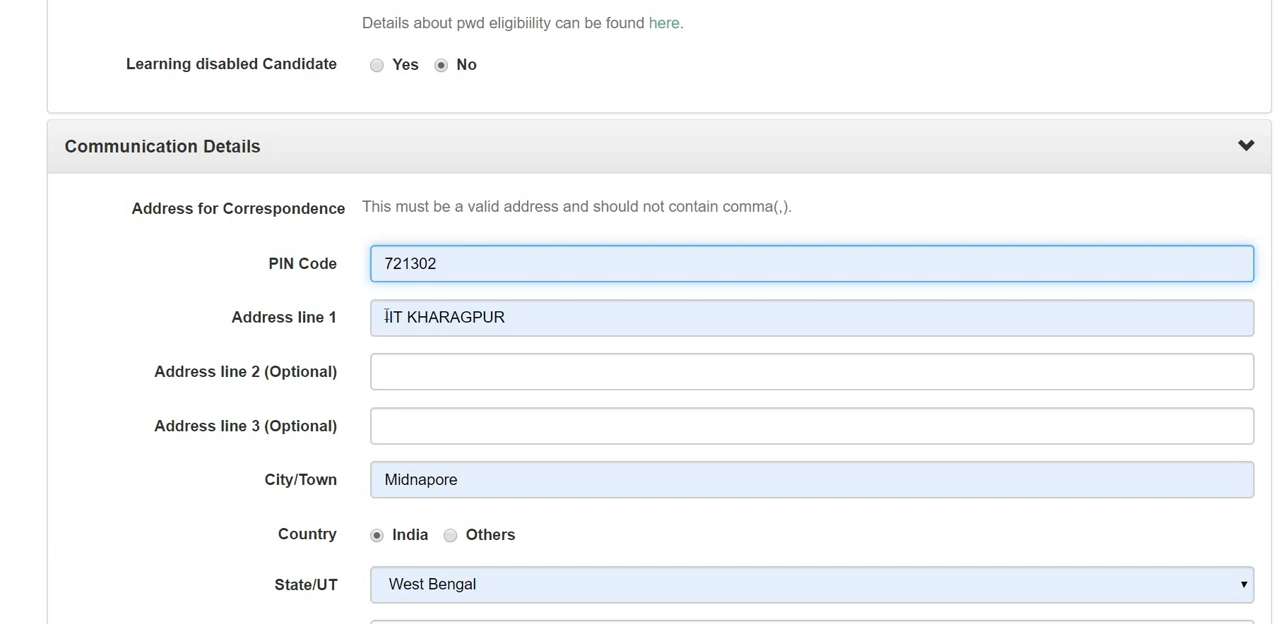 Details about pwd eligibiility can be found here.
Learning disabled Candidate Yes No
Communication Details
Address for Correspondence This must be a valid address and should not contain comma(,).
PIN Code 721302
Address line 1 IIT KHARAGPUR
Address line 2 (Optional)
Address line 3 (Optional)
City/Town Midnapore
Country India Others
State/UT West Bengal